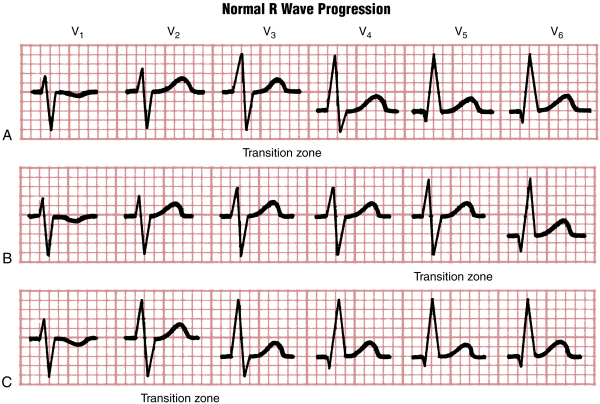 Normal R Wave Progression
V1 V2 V3 V4 V5 V6
A
Transition zone
B
Transition zone
C
Transition zone